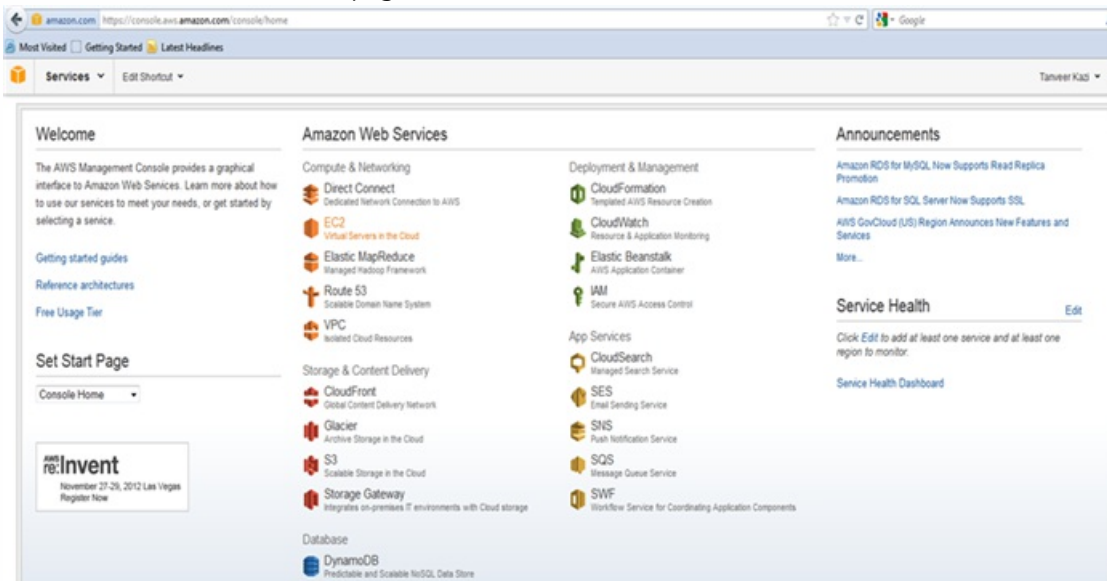 amazon.com https://console.aws.amazon.com/console/home
Google
Most Visited Getting Started Latest Headlines
Services Edit Shortcut
Tanveer Kazi
Welcome
The AWS Management Console provides a graphical
interface to Amazon Web Services. Learn more about how
to use our services to meet your needs, or get started by
selecting a service.
Getting started guides
Reference architectures
Free Usage Tier
Set Start Page
Console Home
AWS
re:Invent
November 27-29, 2012 Las Vegas
Register Now
Amazon Web Services
Compute & Networking
Direct Connect
Dedicated Network Connection to AWS
EC2
Virtual Servers in the Cloud
Elastic MapReduce
Managed Hadoop Framework
Route 53
Scalable Domain Name System
VPC
Isolated Cloud Resources
Storage & Content Delivery
CloudFront
Global Content Delivery Network
Glacier
Archive Storage in the Cloud
S3
Scalable Storage in the Cloud
Storage Gateway
Integrates on-premises IT environments with Cloud storage
Database
DynamoDB
Predictable and Scalable NoSQL Data Store
Deployment & Management
CloudFormation
Templated AWS Resource Creation
CloudWatch
Resource & Application Monitoring
Elastic Beanstalk
AWS Application Container
IAM
Secure AWS Access Control
App Services
CloudSearch
Managed Search Service
SES
Email Sending Service
SNS
Push Notification Service
SQS
Message Queue Service
SWF
Workflow Service for Coordinating Application Components
Announcements
Amazon RDS for MySQL Now Supports Read Replica
Promotion
Amazon RDS for SQL Server Now Supports SSL
AWS GovCloud (US) Region Announces New Features and
Services
More...
Service Health
Edit
Click Edit to add at least one service and at least one
region to monitor.
Service Health Dashboard